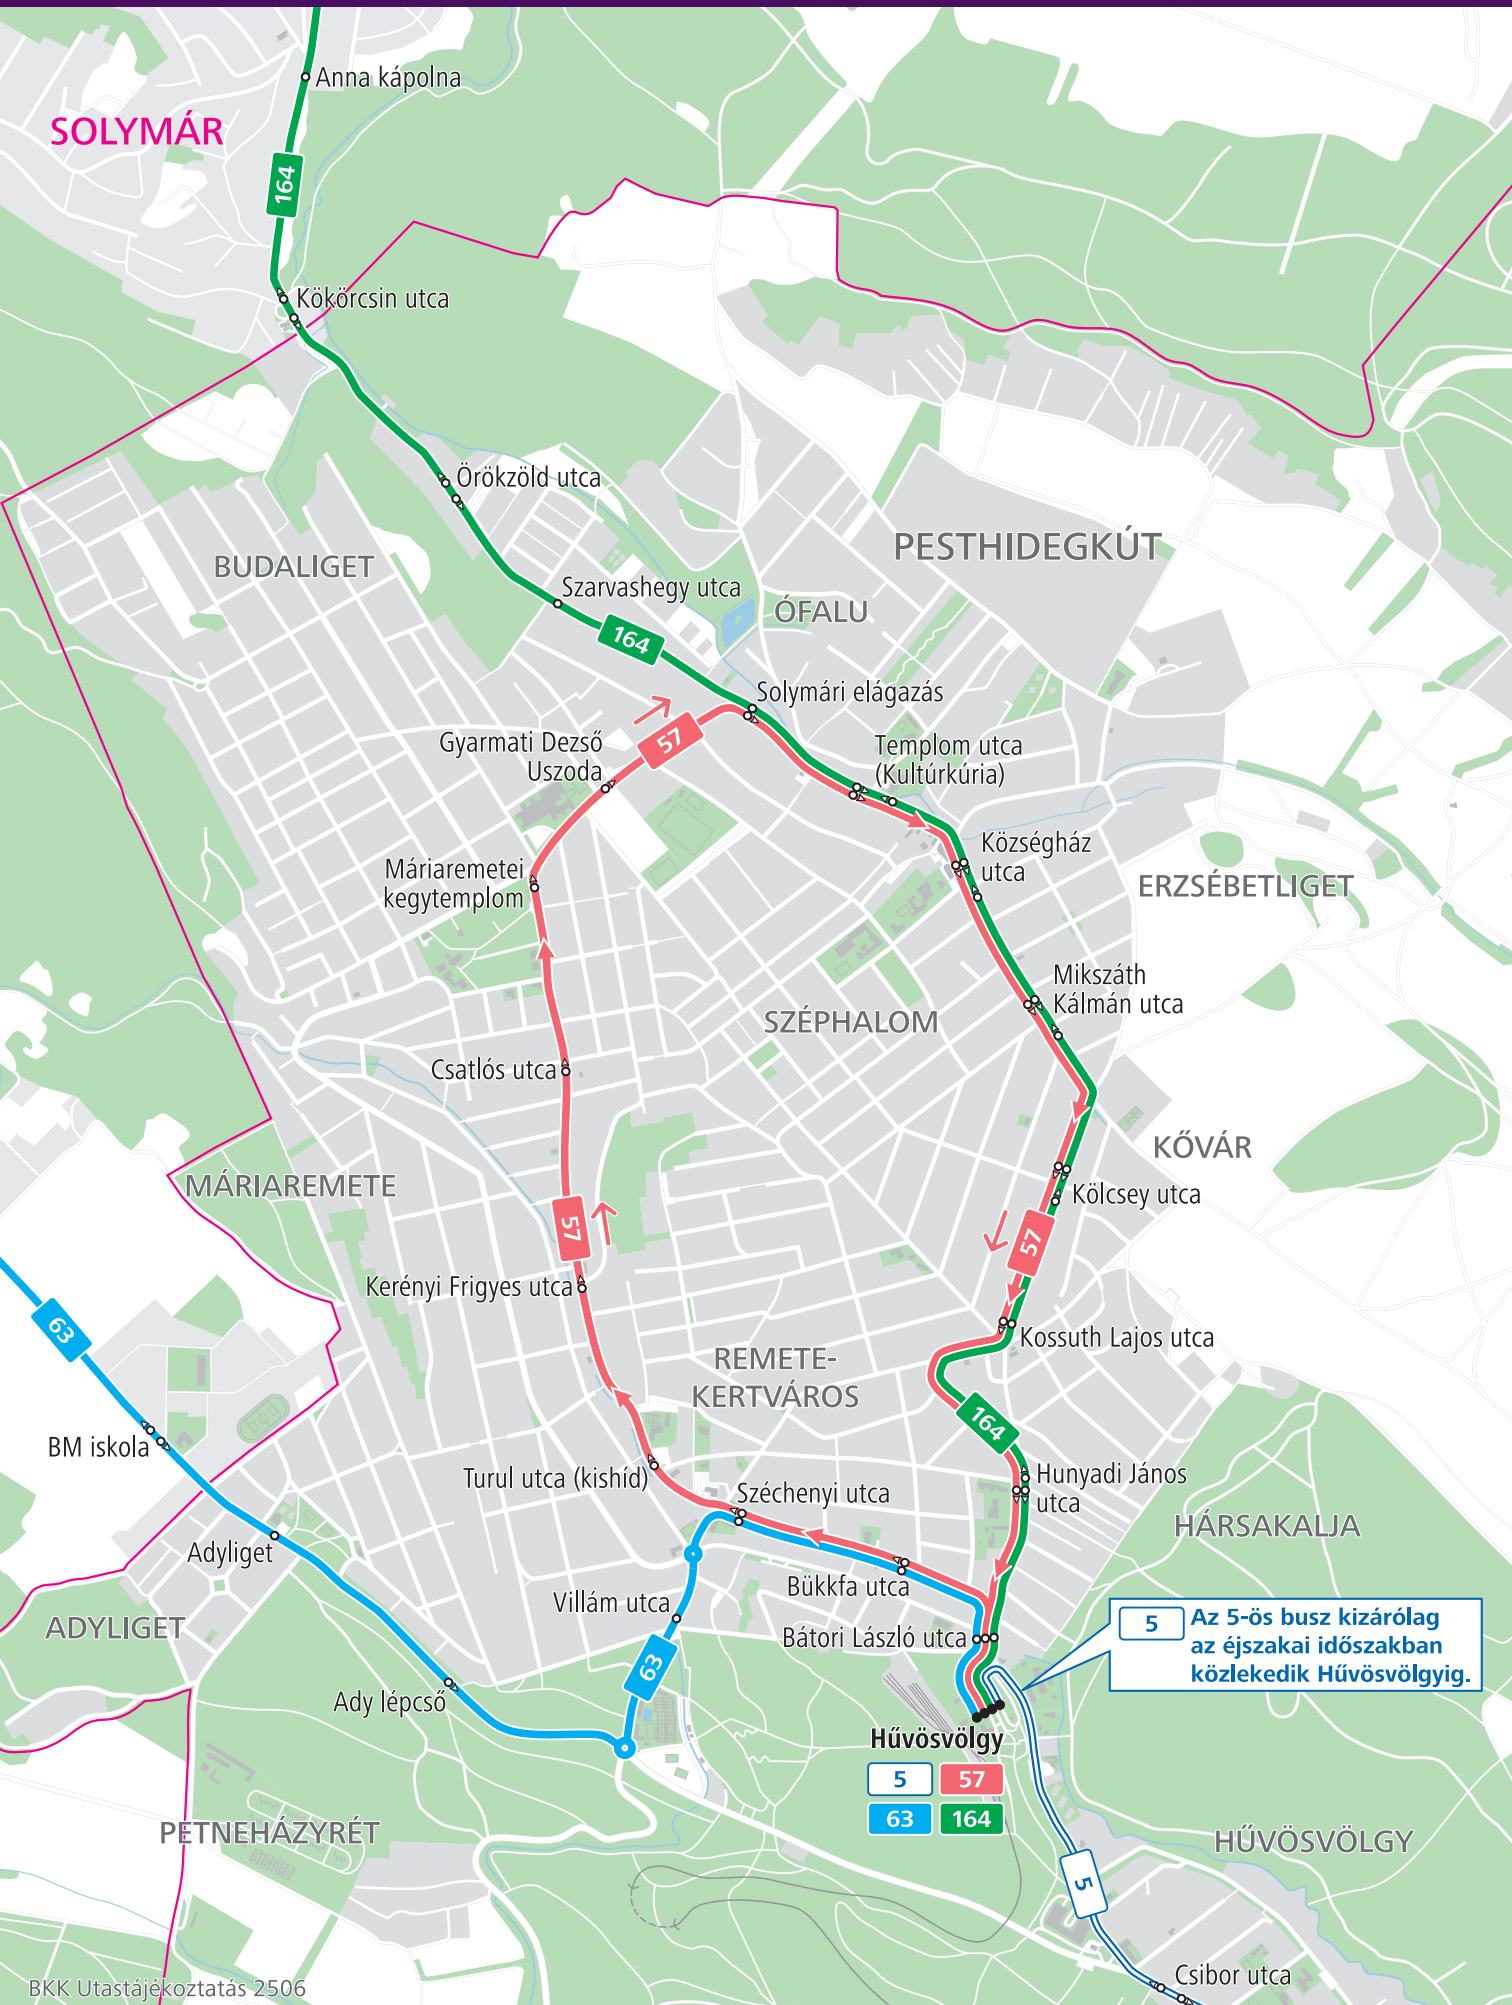 Anna kápolna
SOLYMÁR
164
Kökörcsin utca
Örökzöld utca
PESTHIDEGKÚT
BUDALIGET
Szarvashegy utca
ÓFALU
164
Solymári elágazás
57
Gyarmati Dezső
Uszoda
Templom utca
(Kultúrkúria)
Községház
utca
Máriaremetei
kegytemplom
ERZSÉBETLIGET
Mikszáth
Kálmán utca
SZÉPHALOM
Csatlós utca
KŐVÁR
MÁRIAREMETE
Kölcsey utca
57
57
Kerényi Frigyes utca
63
Kossuth Lajos utca
REMETE-
KERTVÁROS
164
BM iskola
Turul utca (kishíd)
Hunyadi János
utca
Széchenyi utca
HÁRSAKALJA
Adyliget
Bükkfa utca
Villám utca
ADYLIGET
5 Az 5-ös busz kizárólag
az éjszakai időszakban
közlekedik Hűvösvölgyig.
Bátori László utca
63
Ady lépcső
Hűvösvölgy
5 57
63 164
PETNEHÁZYRÉT
HŰVÖSVÖLGY
5
Csibor utca
BKK Utastájékoztatás 2506